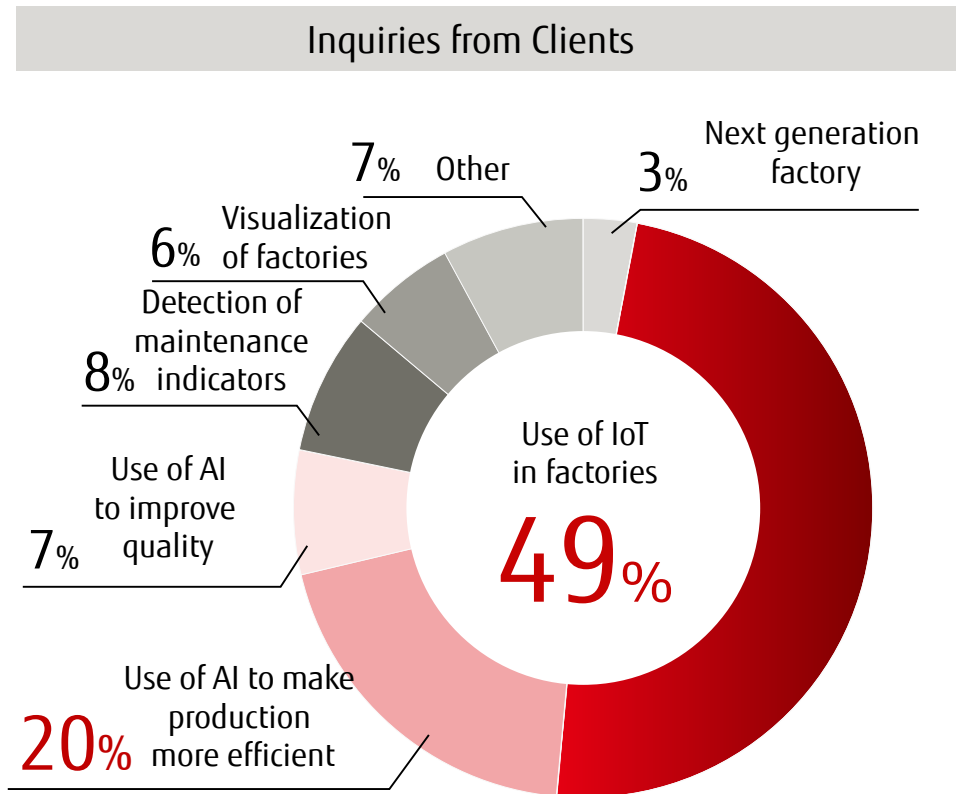 Inquiries from Clients
7% Other
Next generation
factory
3%
Visualization
of factories
6%
Detection of
maintenance
indicators
8%
Use of IoT
in factories
49%
Use of AI
to improve
quality
7%
Use of AI to make
production
more efficient
20%